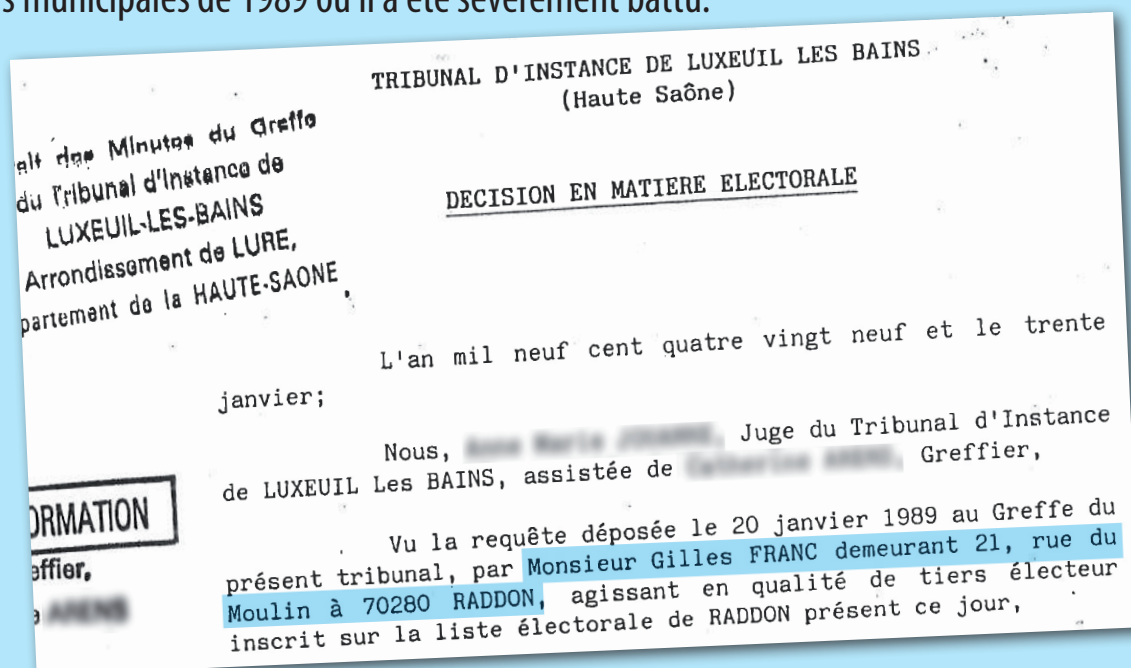 s municipales de 1989 où il a été sévèrement battu.
TRIBUNAL D'INSTANCE DE LUXEUIL LES BAINS
(Haute Saône)
ait des Minutes du Greffe
du Tribunal d'Instance de
LUXEUIL-LES-BAINS
Arrondissement de LURE,
partement de la HAUTE-SAONE
DECISION EN MATIERE ELECTORALE
L'an mil neuf cent quatre vingt neuf et le trente
janvier;
Nous, Juge du Tribunal d'Instance
de LUXEUIL Les BAINS, assistée de Greffier,
ORMATION
effier,
Vu la requête déposée le 20 janvier 1989 au Greffe du
présent tribunal, par Monsieur Gilles FRANC demeurant 21, rue du
Moulin à 70280 RADDON, agissant en qualité de tiers électeur
inscrit sur la liste électorale de RADDON présent ce jour,